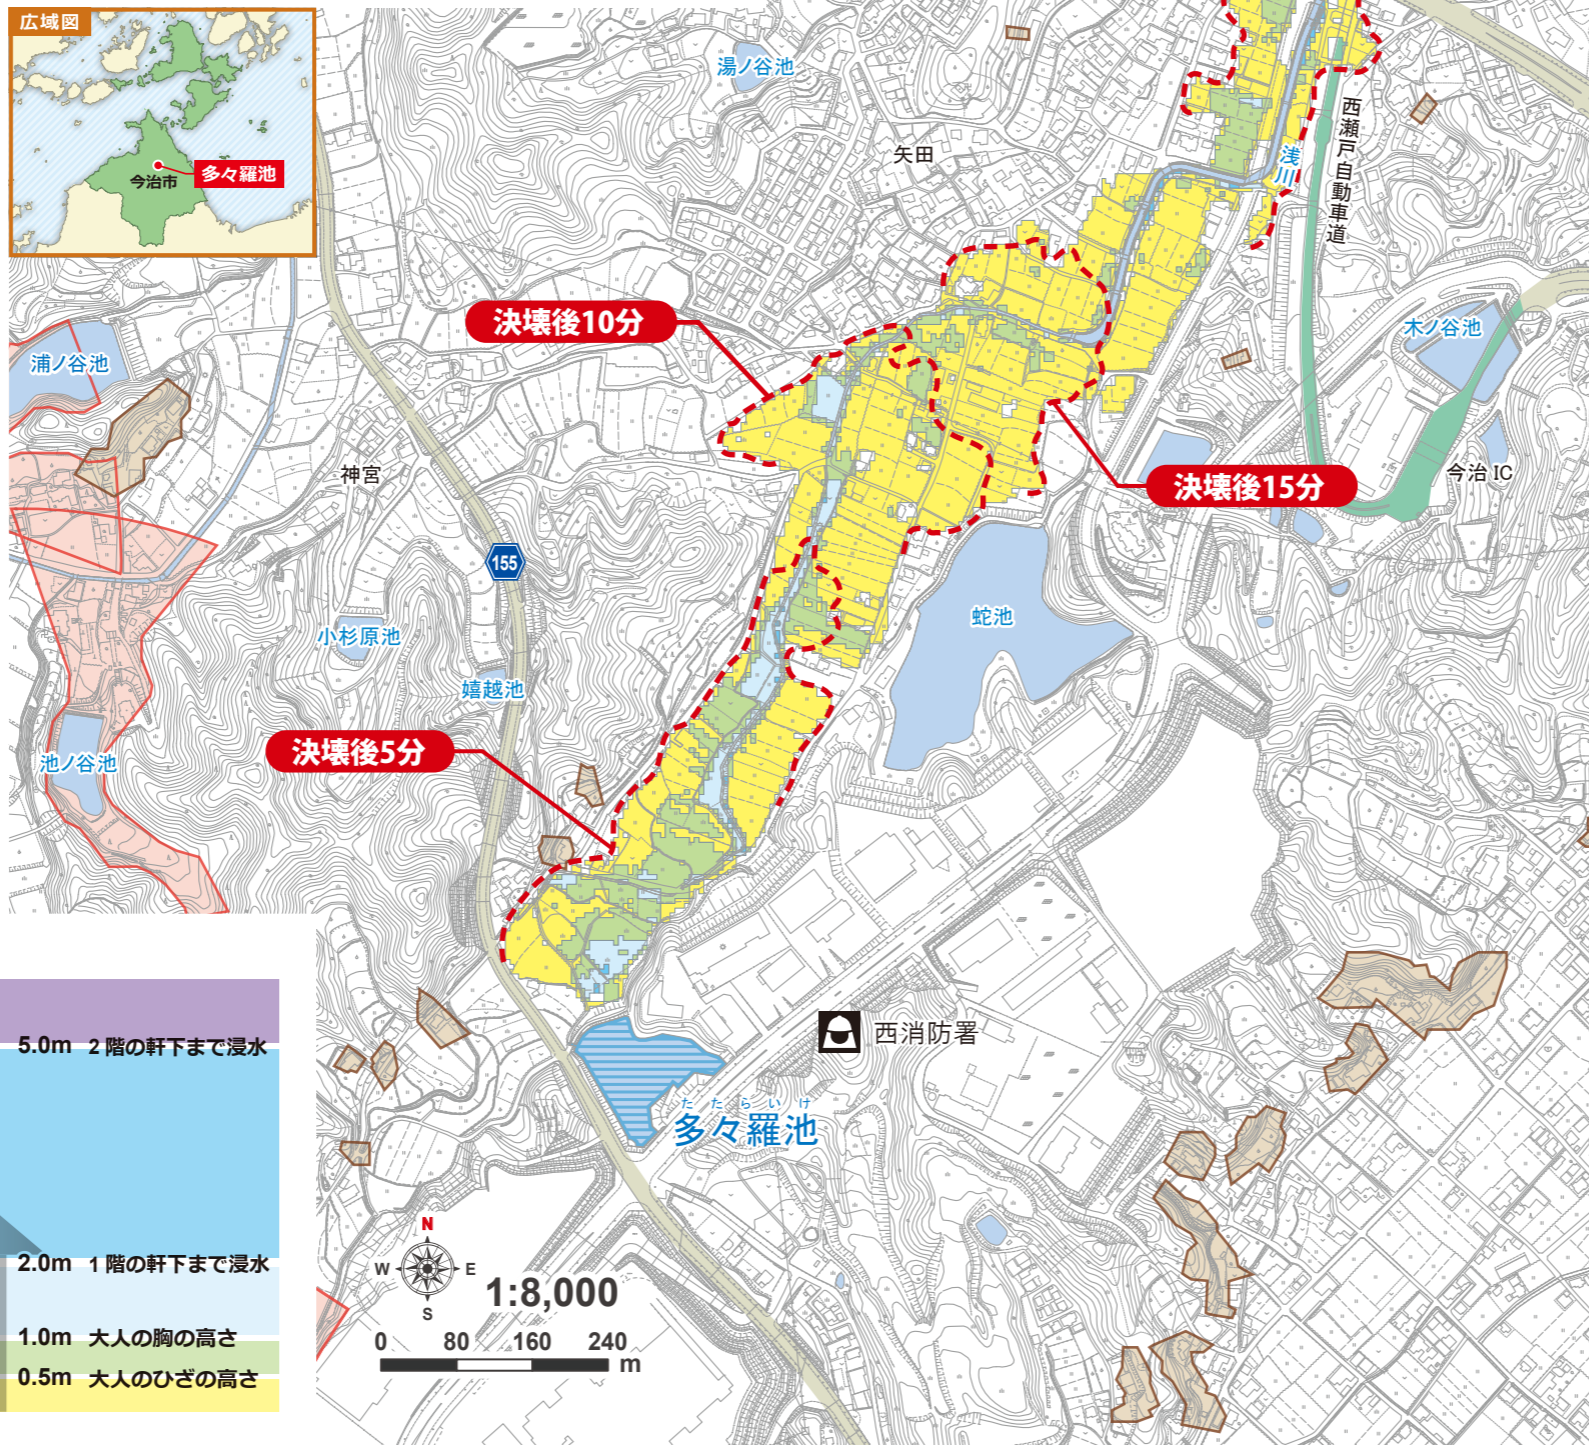 広域図
今治市
多々羅池
湯ノ谷池
矢田
浅川
西瀬戸自動車道
決壊後10分
浦ノ谷池
木ノ谷池
神宮
決壊後15分
今治 IC
155
小杉原池
蛇池
嬉越池
決壊後5分
池ノ谷池
西消防署
たたらいけ
多々羅池
5.0m 2階の軒下まで浸水
2.0m 1階の軒下まで浸水
1.0m 大人の胸の高さ
0.5m 大人のひざの高さ
N
W E
S
1:8,000
0 80 160 240
m